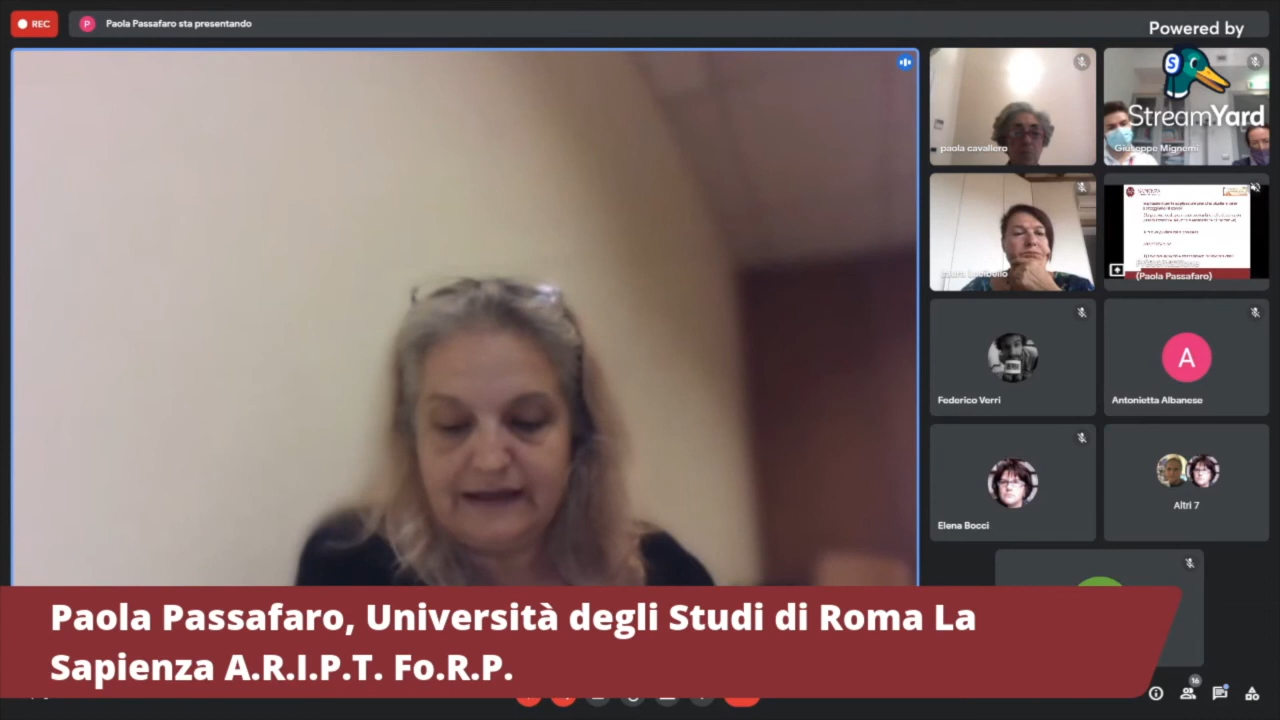 REC
P
Paola Passafaro sta presentando
Powered by
StreamYard
S
paola cavallero
Giuseppe Mignemi
(Paola Passafaro)
Federico Verri
A
Antonietta Albanese
Elena Bocci
Altri 7
Paola Passafaro, Università degli Studi di Roma La
Sapienza A.R.I.P.T. Fo.R.P.
16